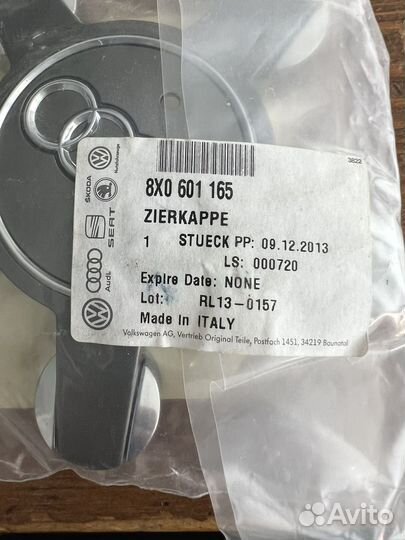 3822
Nutzfahrzeuge
ŠKODA
SEAT
Audi
8X0 601 165
ZIERKAPPE
1 STUECK PP: 09.12.2013
LS: 000720
Expire Date: NONE
Lot: RL13-0157
Made in ITALY
Volkswagen AG, Vertrieb Original Teile, Postfach 1451, 34219 Baunatal
Avito